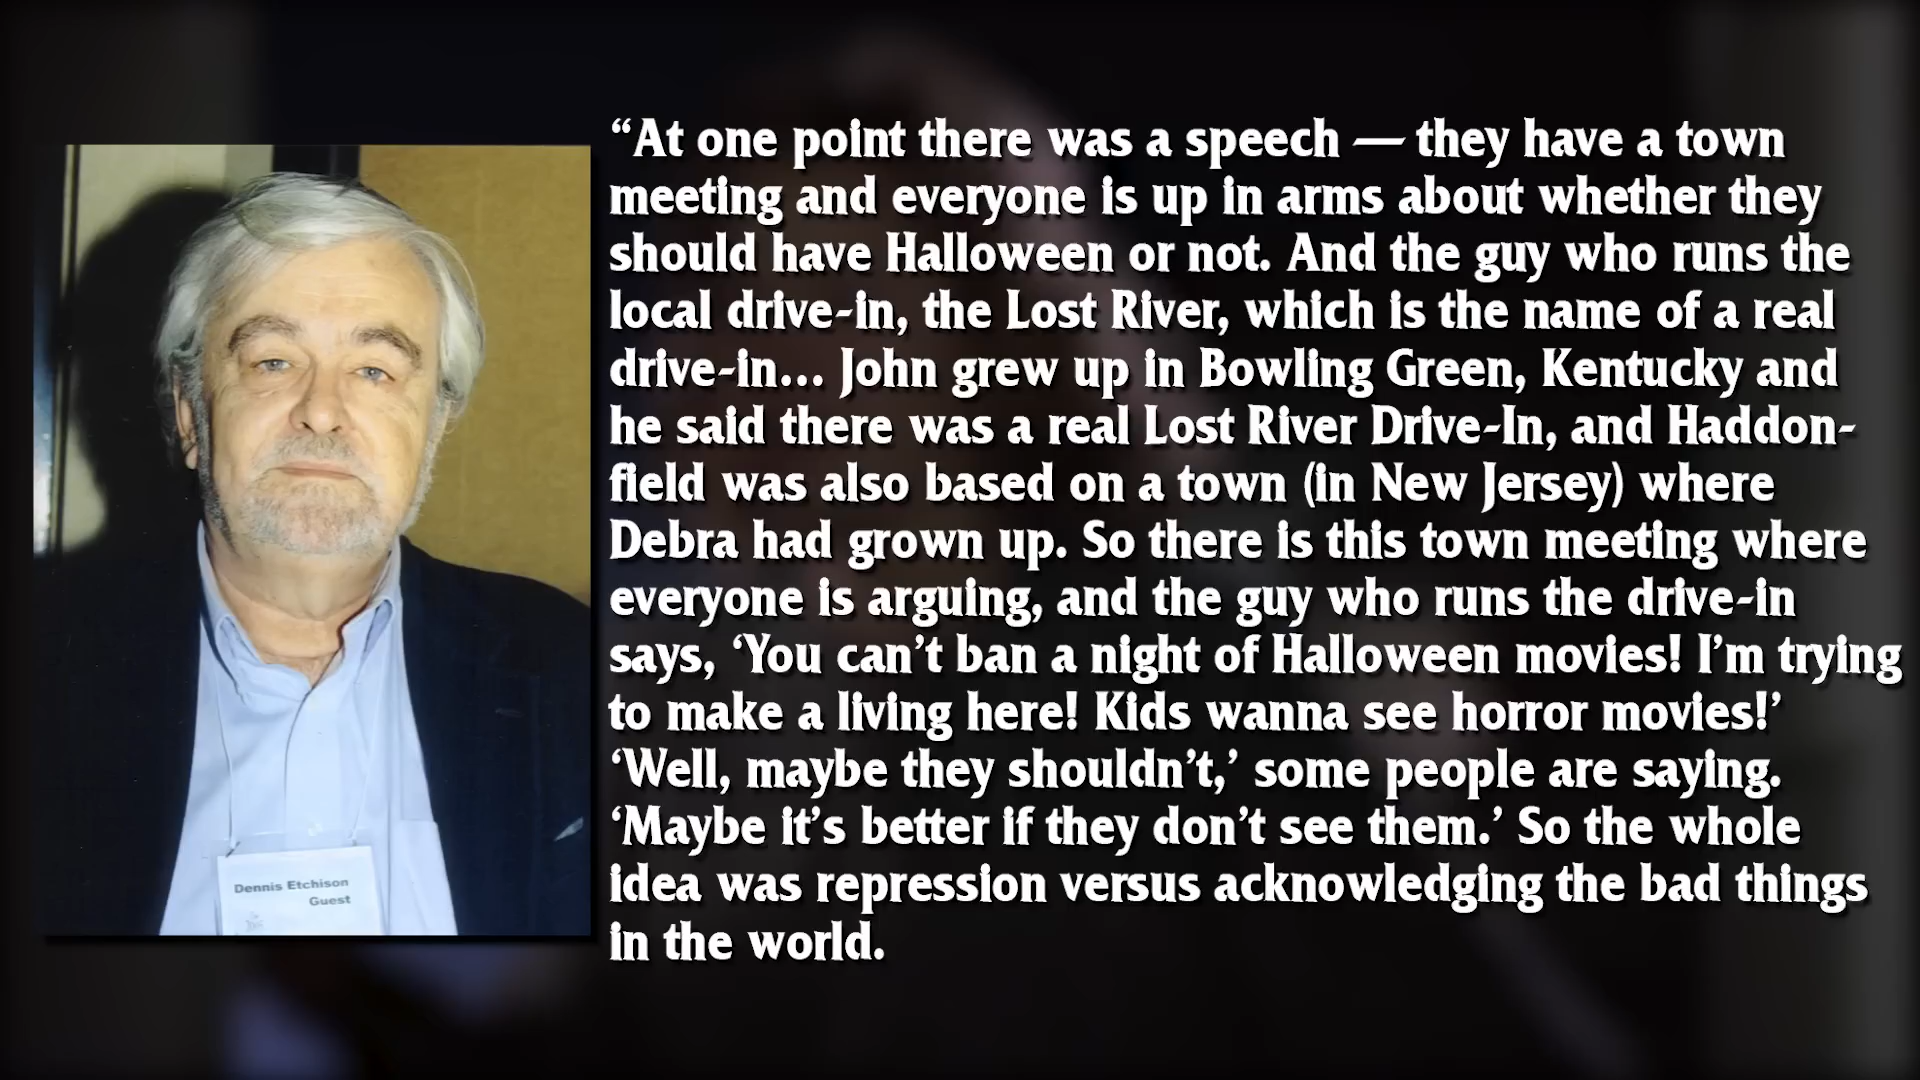 “At one point there was a speech — they have a town
meeting and everyone is up in arms about whether they
should have Halloween or not. And the guy who runs the
local drive-in, the Lost River, which is the name of a real
drive-in... John grew up in Bowling Green, Kentucky and
he said there was a real Lost River Drive-In, and Haddon-
field was also based on a town (in New Jersey) where
Debra had grown up. So there is this town meeting where
everyone is arguing, and the guy who runs the drive-in
says, ‘You can’t ban a night of Halloween movies! I’m trying
to make a living here! Kids wanna see horror movies!’
‘Well, maybe they shouldn’t,’ some people are saying.
‘Maybe it’s better if they don’t see them.’ So the whole
idea was repression versus acknowledging the bad things
in the world.
Dennis Etchison
Guest